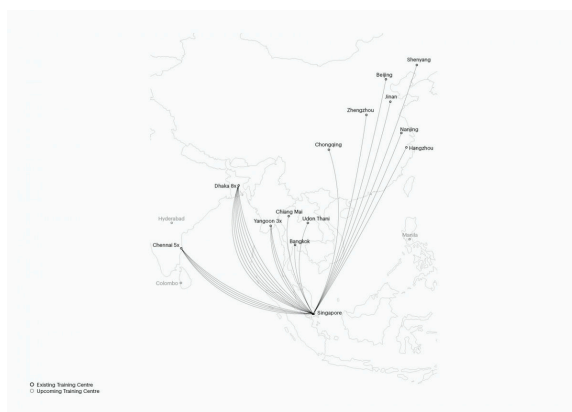 Shenyang
Beijing
Jinan
Zhengzhou
Nanjing
Chongqing
Hangzhou
Dhaka 8x
Chiang Mai
Hyderabad
Yangoon 3x
Udon Thani
Manila
Chennai 5x
Bangkok
Colombo
Singapore
Existing Training Centre
Upcoming Training Centre